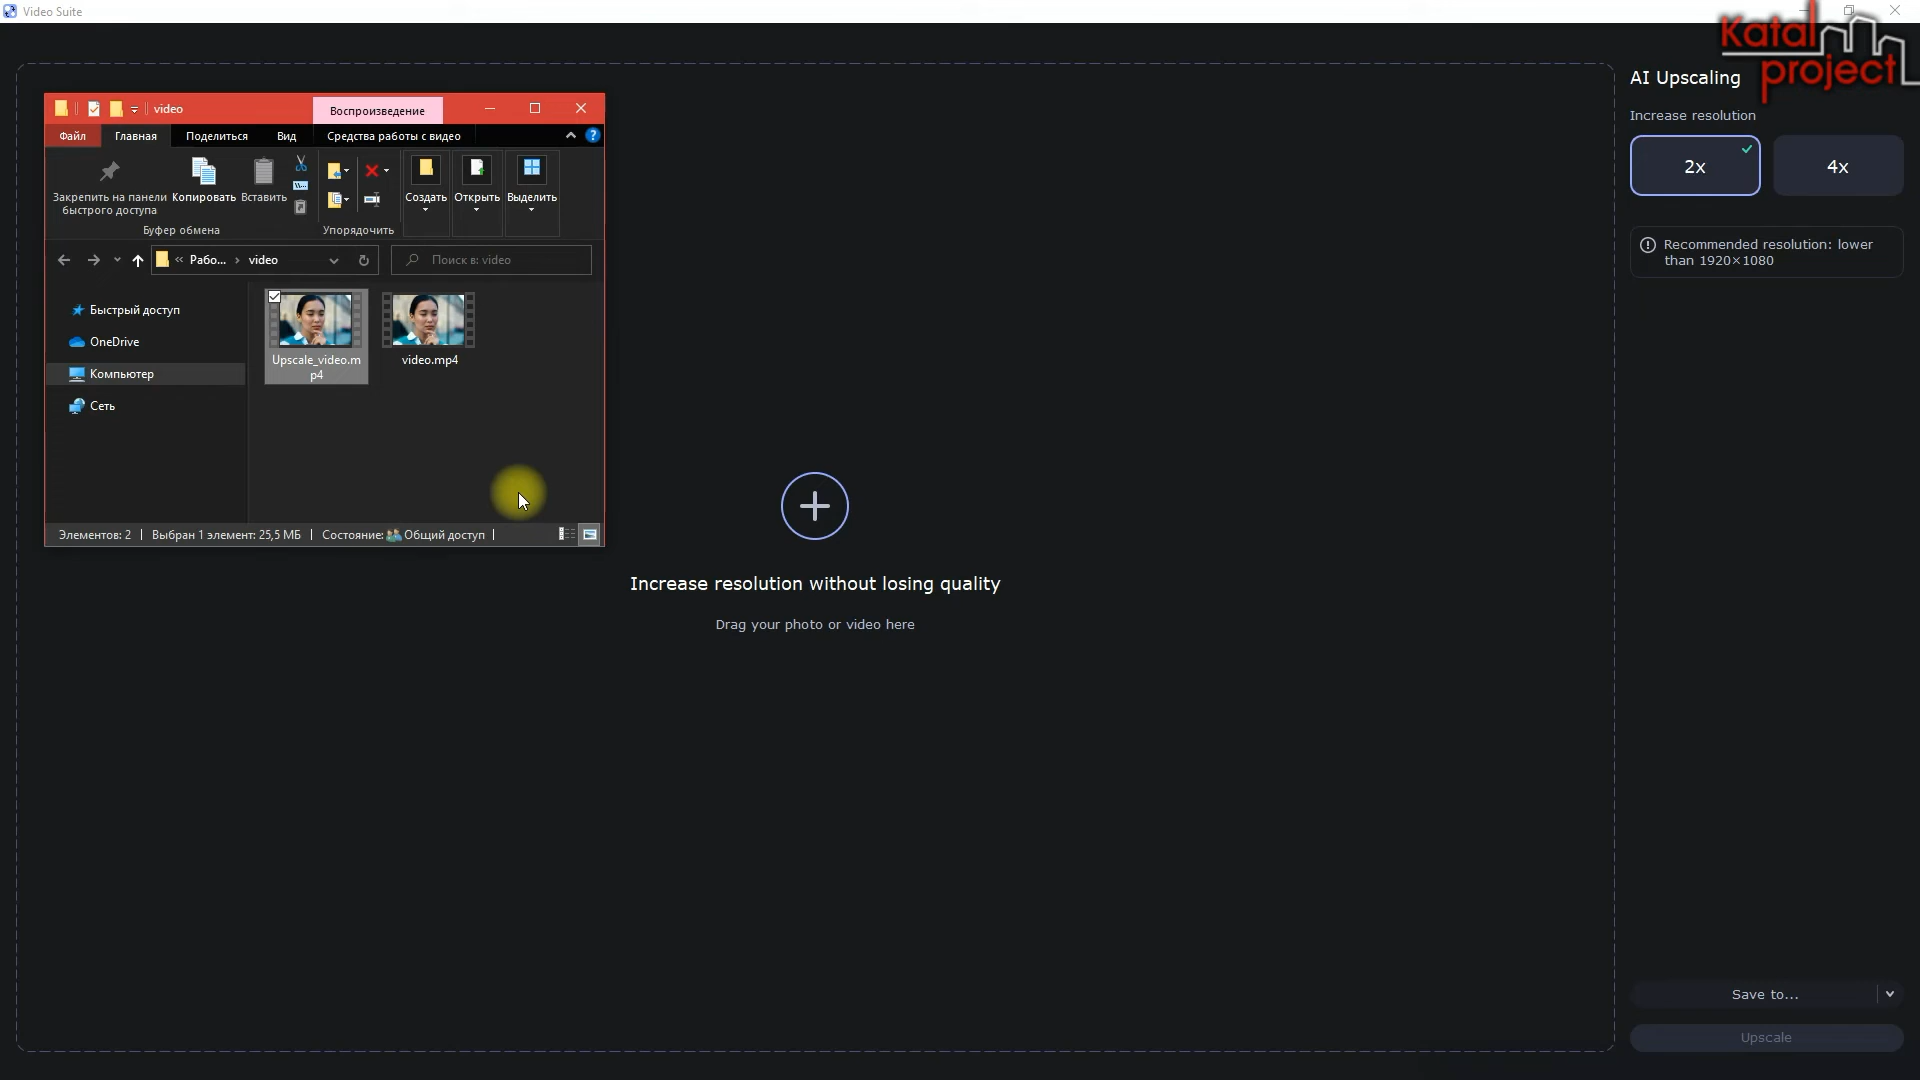 Video Suite
Katal
project
video
Воспроизведение
Файл
Главная
Поделиться
Вид
Средства работы с видео
Закрепить на панели
быстрого доступа
Копировать
Вставить
Создать
Открыть
Выделить
Буфер обмена
Упорядочить
Рабо...
video
Поиск в: video
Быстрый доступ
OneDrive
Компьютер
Сеть
Upscale_video.m
p4
video.mp4
Элементов: 2
Выбран 1 элемент: 25,5 МБ
Состояние:
Общий доступ
Increase resolution without losing quality
Drag your photo or video here
AI Upscaling
Increase resolution
2x
4x
Recommended resolution: lower
than 1920×1080
Save to...
Upscale